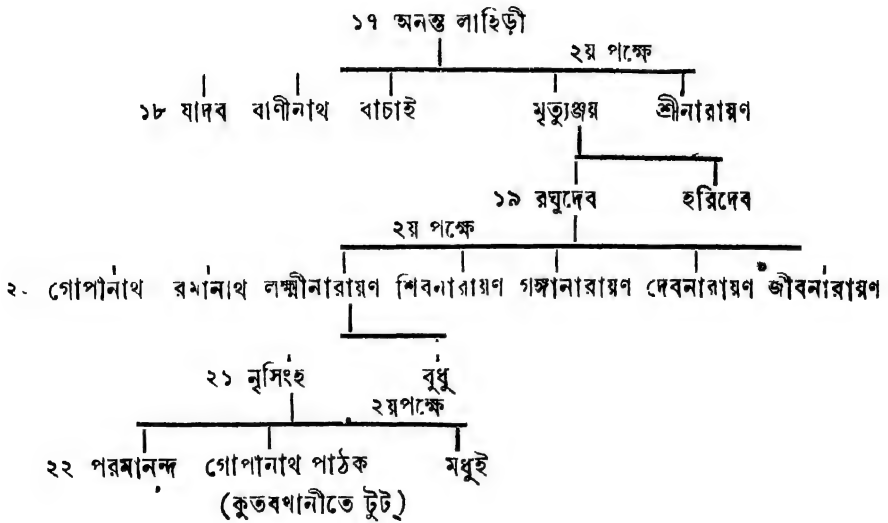 ১৭ অনন্ত লাহিড়ী
২য় পক্ষে
১৮ যাদব বাণীনাথ বাচাই মৃত্যুঞ্জয় শ্রীনারায়ণ
১৯ রঘুদেব হরিদেব
২য় পক্ষে
২. গোপীনাথ রমানাথ লক্ষ্মীনারায়ণ শিবনারায়ণ গঙ্গানারায়ণ দেবনারায়ণ জীবনারায়ণ
২১ নৃসিংহ বুধু
২য়পক্ষে
২২ পরমানন্দ গোপীনাথ পাঠক মধুই
(কুতবখানীতে টুট)